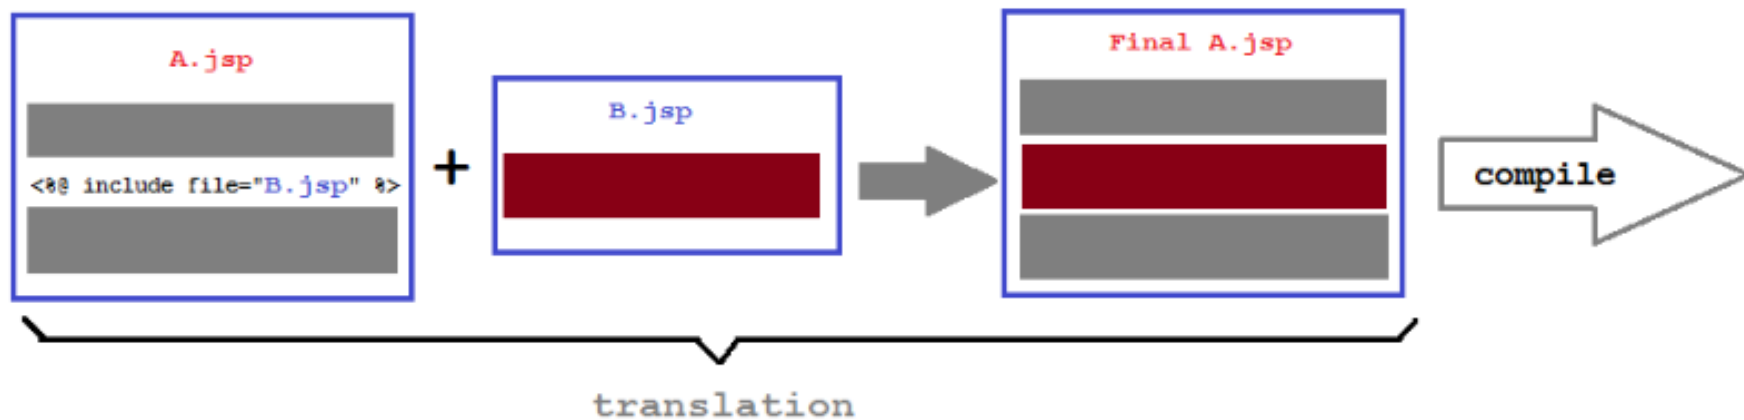 A.jsp
<%@ include file="B.jsp" %>
+
B.jsp
Final A.jsp
compile
translation